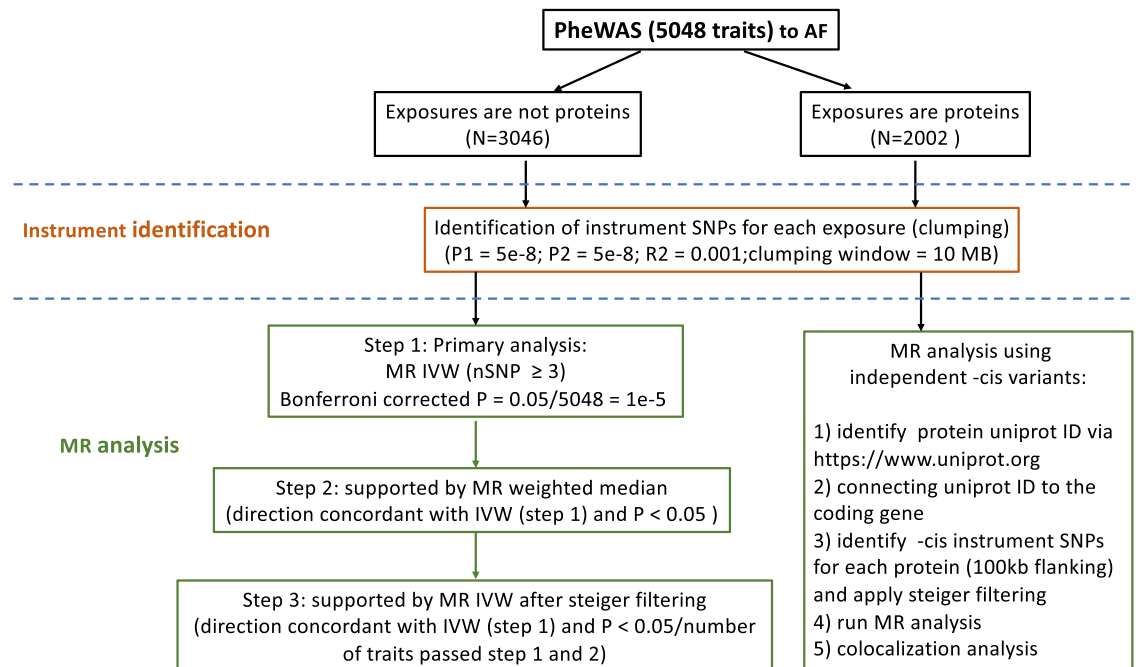 PheWAS (5048 traits) to AF
Exposures are not proteins
(N=3046)
Exposures are proteins
(N=2002 )
Instrument identification
Identification of instrument SNPs for each exposure (clumping)
(P1 = 5e-8; P2 = 5e-8; R2 = 0.001;clumping window = 10 MB)
Step 1: Primary analysis:
MR IVW (nSNP ≥ 3)
Bonferroni corrected P = 0.05/5048 = 1e-5
MR analysis
Step 2: supported by MR weighted median
(direction concordant with IVW (step 1) and P < 0.05 )
Step 3: supported by MR IVW after steiger filtering
(direction concordant with IVW (step 1) and P < 0.05/number
of traits passed step 1 and 2)
MR analysis using
independent -cis variants:
1) identify protein uniprot ID via
https://www.uniprot.org
2) connecting uniprot ID to the
coding gene
3) identify -cis instrument SNPs
for each protein (100kb flanking)
and apply steiger filtering
4) run MR analysis
5) colocalization analysis